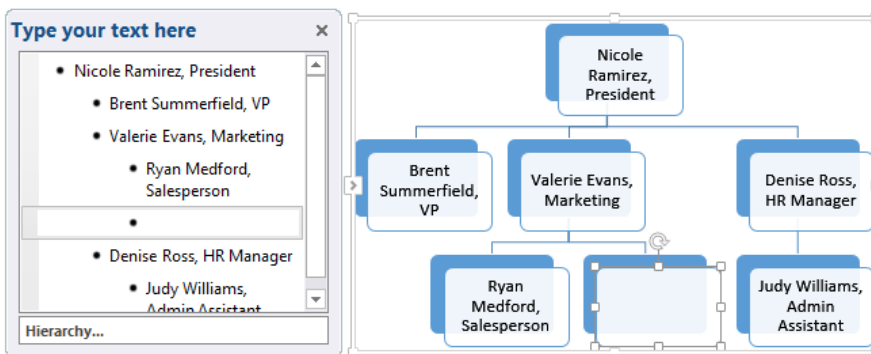 Type your text here
Nicole Ramirez, President
Brent Summerfield, VP
Valerie Evans, Marketing
Ryan Medford,
Salesperson
Denise Ross, HR Manager
Judy Williams,
Admin Assistant
Hierarchy...
Nicole
Ramirez,
President
Brent
Summerfield,
VP
Valerie Evans,
Marketing
Denise Ross,
HR Manager
Ryan
Medford,
Salesperson
Judy Williams,
Admin
Assistant